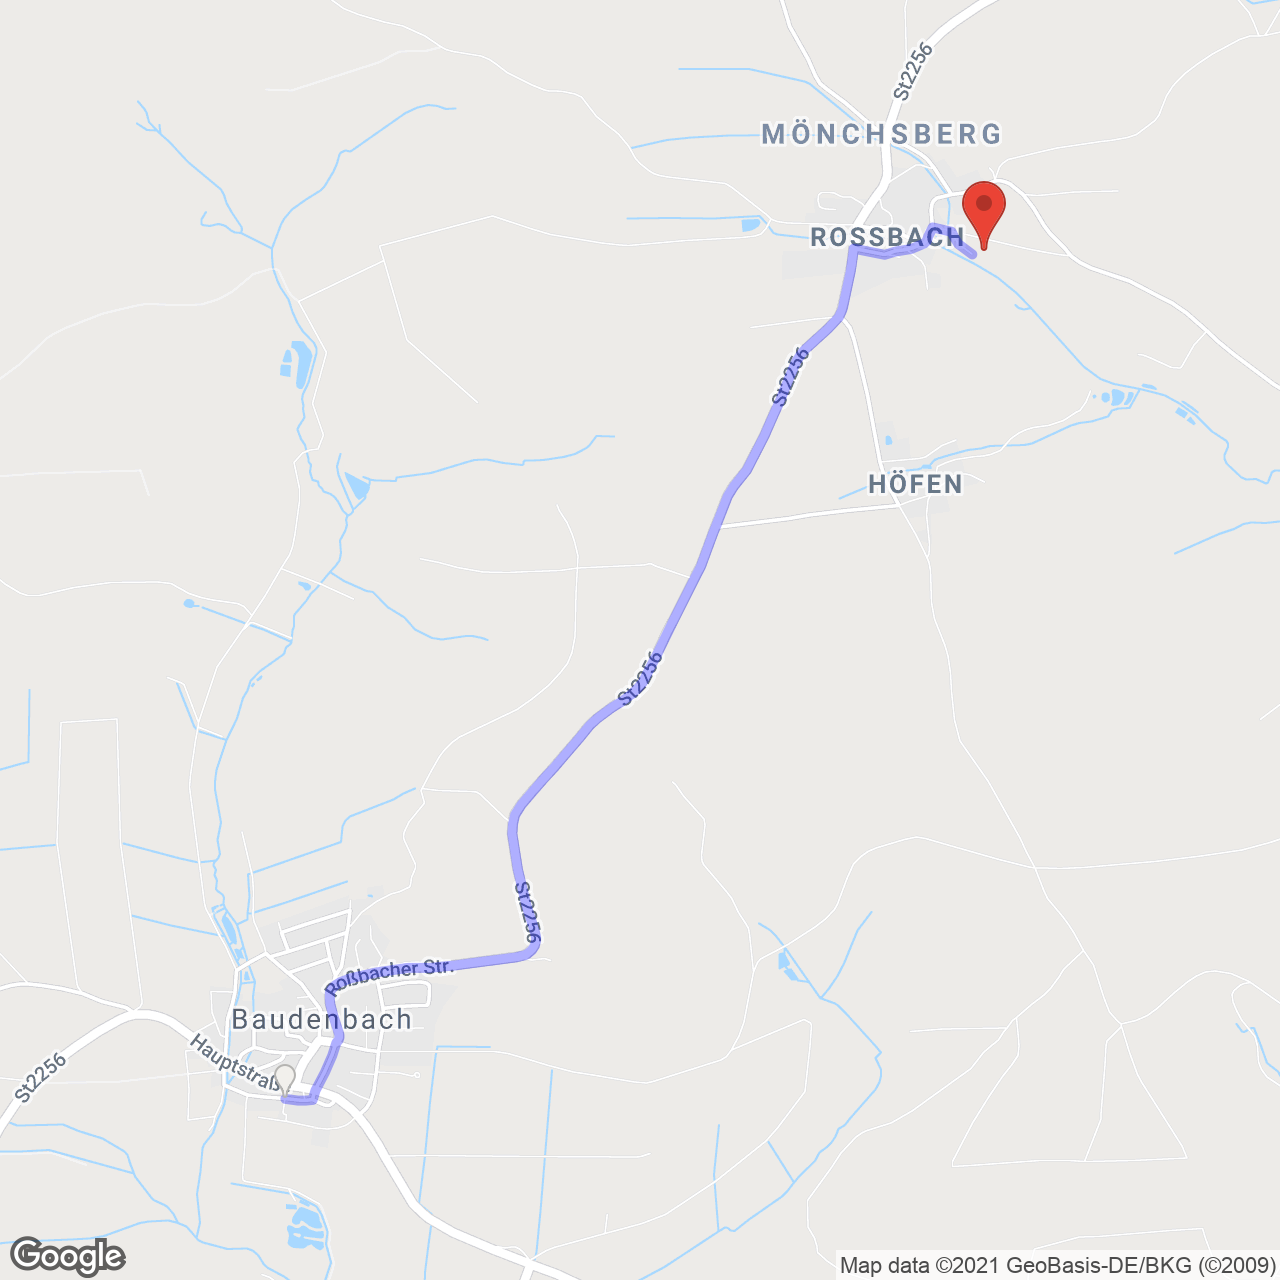 St2256
MÖNCHSBERG
ROSSBACH
St2256
HÖFEN
St2256
St2256
Roßbacher Str.
Baudenbach
Hauptstraß
St2256
Google
Map data ©2021 GeoBasis-DE/BKG (©2009)